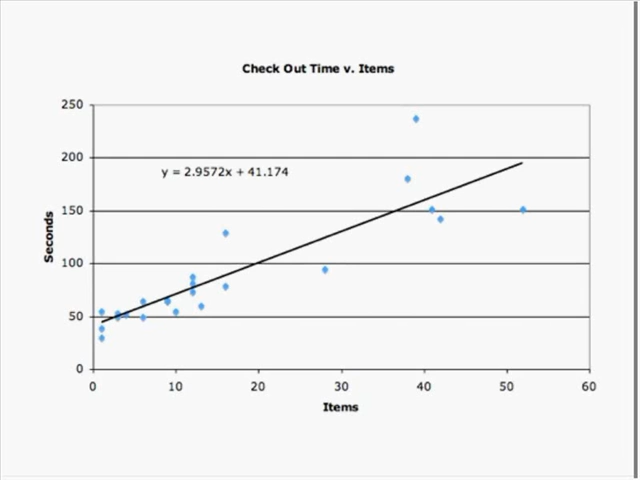 Check Out Time v. Items
250
200
y = 2.9572x + 41.174
150
Seconds
100
50
0
0 10 20 30 40 50 60
Items